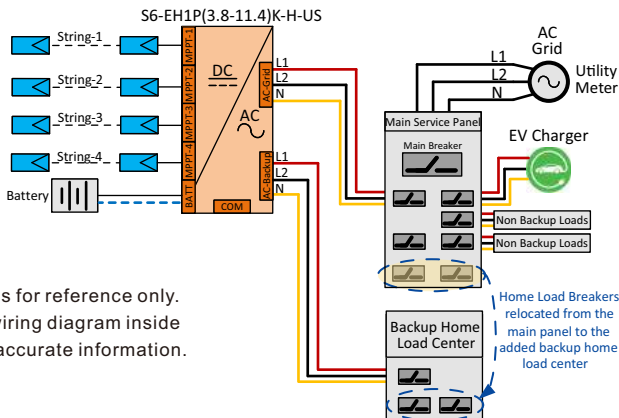 S6-EH1P(3.8-11.4)K-H-US
String-1
String-2
String-3
String-4
Battery
MPPT-1
MPPT-2
MPPT-3
MPPT-4
BATT
DC
AC
COM
AC-Grid
L1
L2
N
AC-Backup
L1
L2
N
AC
Grid
L1
L2
N
Utility
Meter
Main Service Panel
Main Breaker
EV Charger
Non Backup Loads
Non Backup Loads
Home Load Breakers
relocated from the
main panel to the
added backup home
load center
Backup Home
Load Center
s for reference only.
wiring diagram inside
accurate information.